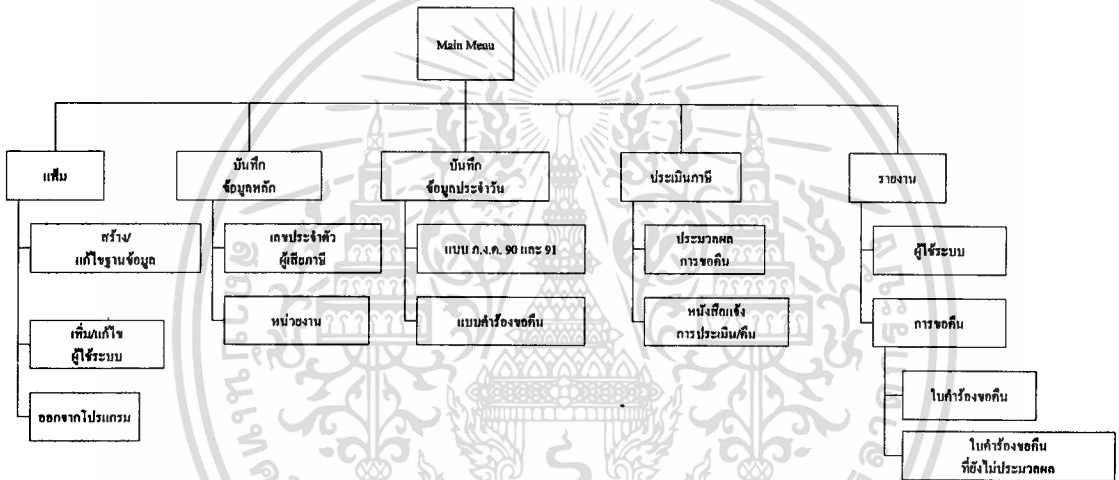 Main Menu
แฟ้ม
บันทึก
ข้อมูลหลัก
บันทึก
ข้อมูลประจำวัน
ประเมินภาษี
รายงาน
สร้าง/
แก้ไขฐานข้อมูล
เพิ่ม/แก้ไข
ผู้ใช้ระบบ
ออกจากโปรแกรม
เลขประจำตัว
ผู้เสียภาษี
หน่วยงาน
แบบ ภ.ง.ด. 90 และ 91
แบบคำร้องขอคืน
ประมวลผล
การขอคืน
หนังสือแจ้ง
การประเมิน/คืน
ผู้ใช้ระบบ
การขอคืน
ใบคำร้องขอคืน
ใบคำร้องขอคืน
ที่ยังไม่ประมวลผล